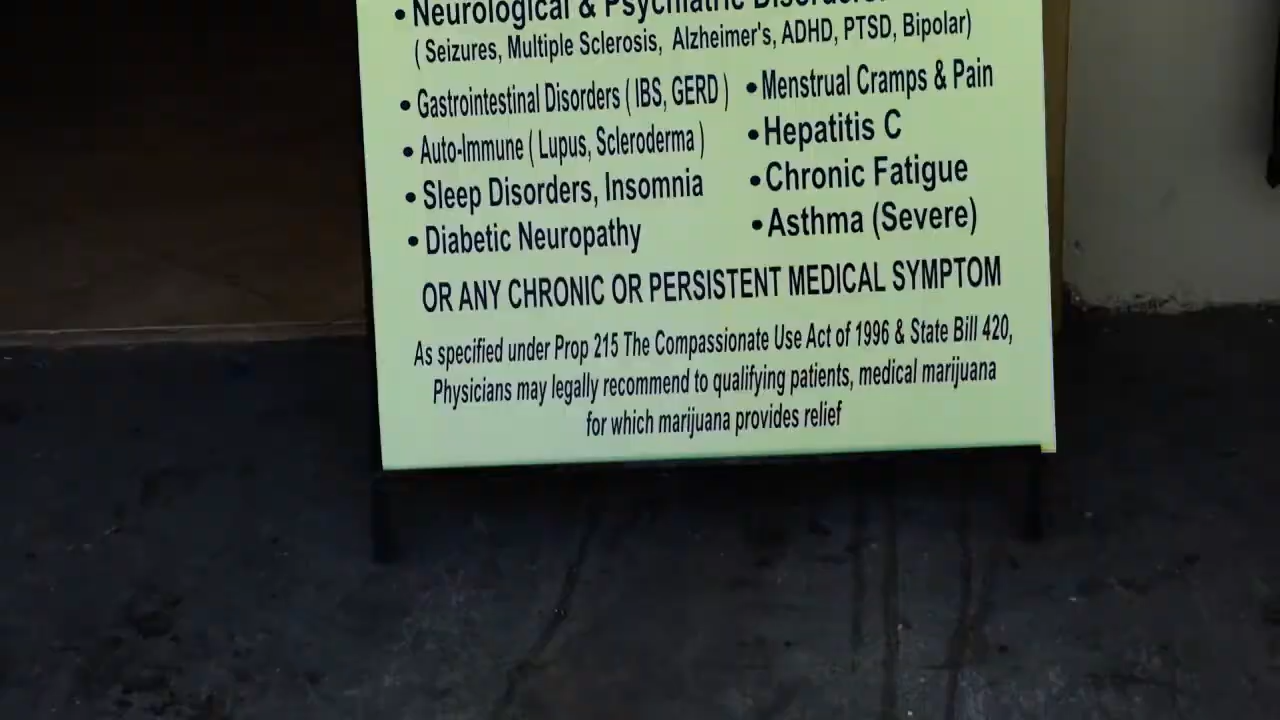 • Neurological & Psychiatric Disorders
( Seizures, Multiple Sclerosis, Alzheimer's, ADHD, PTSD, Bipolar)
• Gastrointestinal Disorders ( IBS, GERD )
• Menstrual Cramps & Pain
• Auto-Immune ( Lupus, Scleroderma )
• Hepatitis C
• Sleep Disorders, Insomnia
• Chronic Fatigue
• Diabetic Neuropathy
• Asthma (Severe)
OR ANY CHRONIC OR PERSISTENT MEDICAL SYMPTOM
As specified under Prop 215 The Compassionate Use Act of 1996 & State Bill 420,
Physicians may legally recommend to qualifying patients, medical marijuana
for which marijuana provides relief